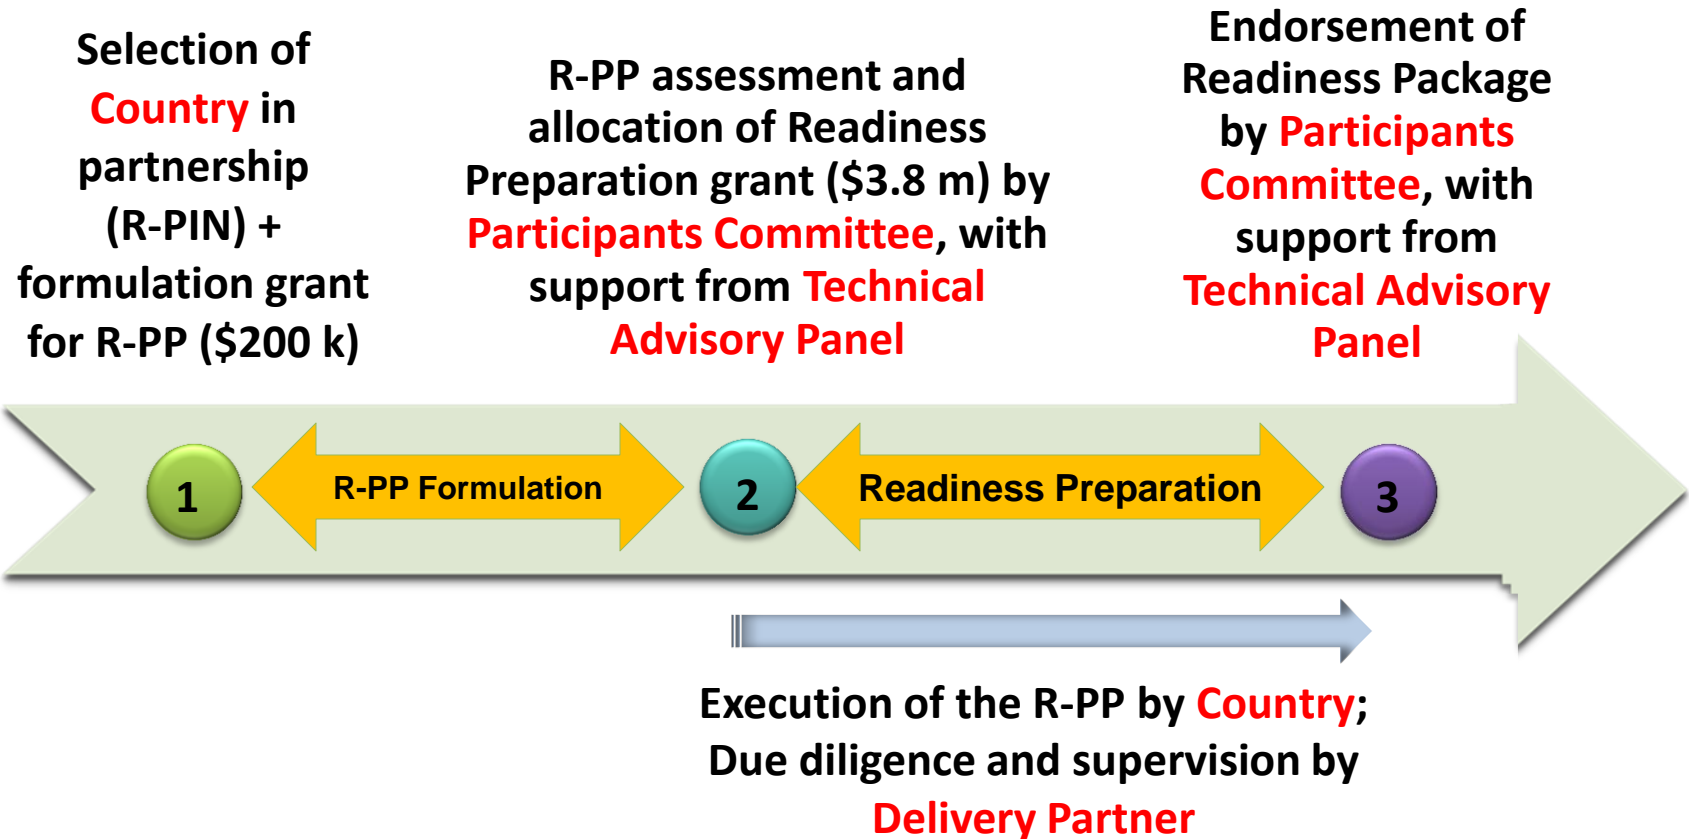 Selection of
Country in
partnership
(R-PIN) +
formulation grant
for R-PP ($200 k)
R-PP assessment and
allocation of Readiness
Preparation grant ($3.8 m) by
Participants Committee, with
support from Technical
Advisory Panel
Endorsement of
Readiness Package
by Participants
Committee, with
support from
Technical Advisory
Panel
1
R-PP Formulation
2
Readiness Preparation
3
Execution of the R-PP by Country;
Due diligence and supervision by
Delivery Partner